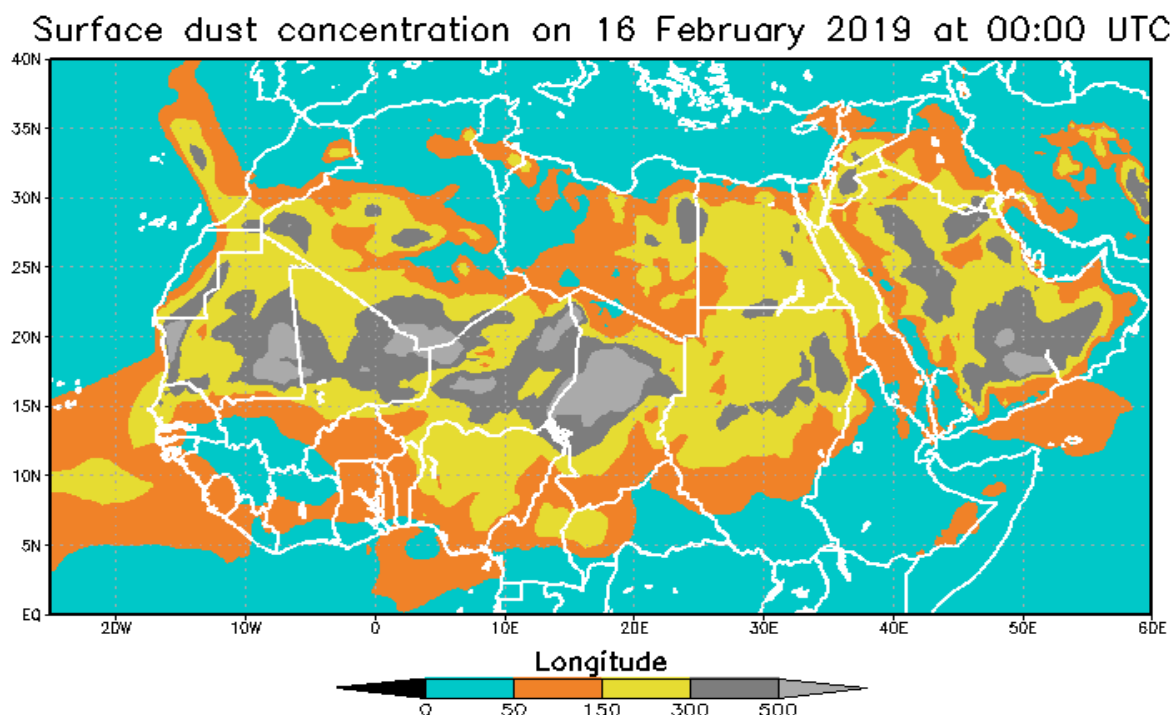 Surface dust concentration on 16 February 2019 at 00:00 UTC
40N
35N
30N
25N
20N
15N
10N
5N
EQ
20W 10W 0 10E 20E 30E 40E 50E 60E
Longitude
0 50 150 300 500